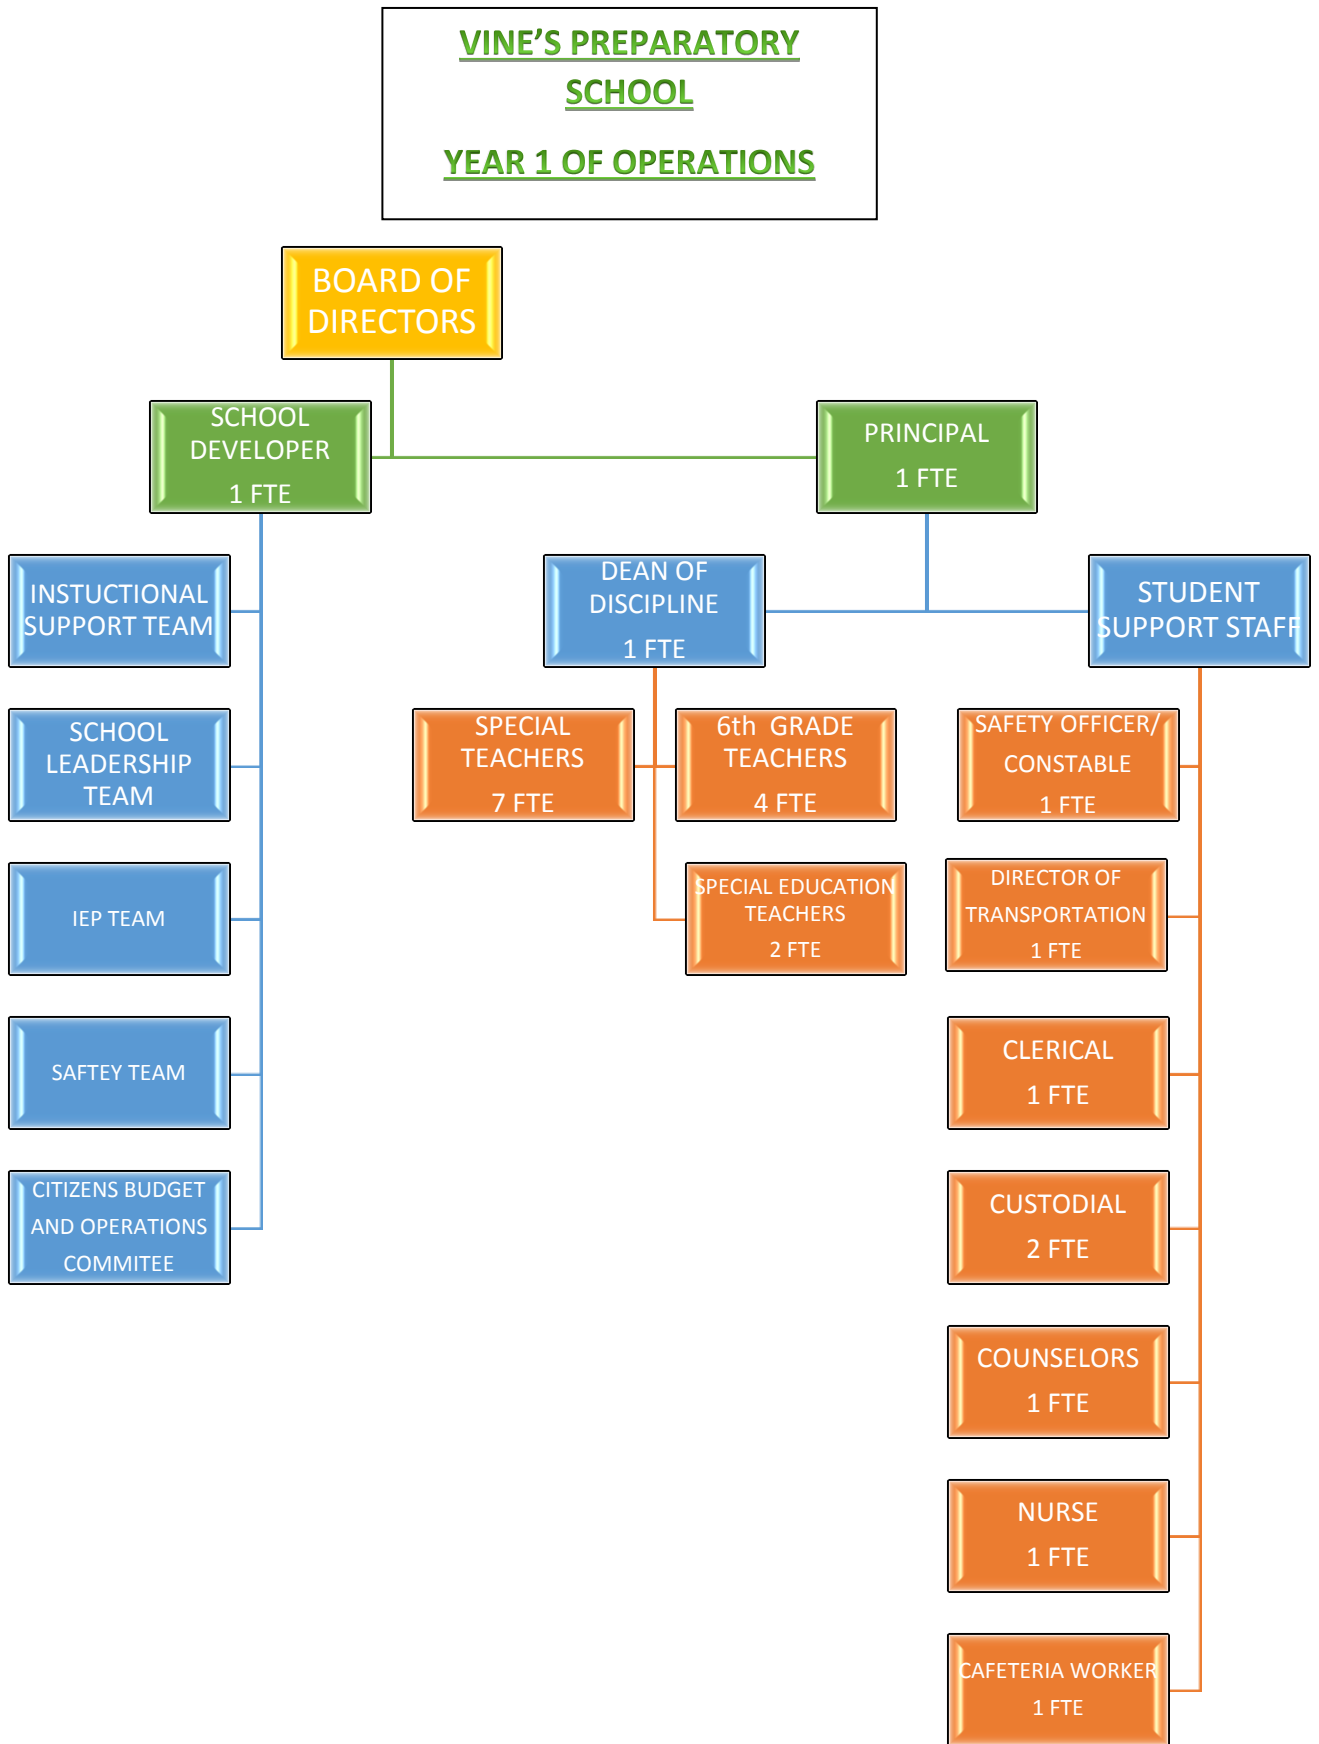 VINE'S PREPARATORY
SCHOOL
YEAR 1 OF OPERATIONS
BOARD OF
DIRECTORS
SCHOOL
DEVELOPER
1 FTE
PRINCIPAL
1 FTE
INSTUCTIONAL
SUPPORT TEAM
SCHOOL
LEADERSHIP
TEAM
IEP TEAM
SAFTEY TEAM
CITIZENS BUDGET
AND OPERATIONS
COMMITEE
DEAN OF
DISCIPLINE
1 FTE
SPECIAL
TEACHERS
7 FTE
6th GRADE
TEACHERS
4 FTE
SPECIAL EDUCATION
TEACHERS
2 FTE
STUDENT
SUPPORT STAFF
SAFETY OFFICER/
CONSTABLE
1 FTE
DIRECTOR OF
TRANSPORTATION
1 FTE
CLERICAL
1 FTE
CUSTODIAL
2 FTE
COUNSELORS
1 FTE
NURSE
1 FTE
CAFETERIA WORKER
1 FTE